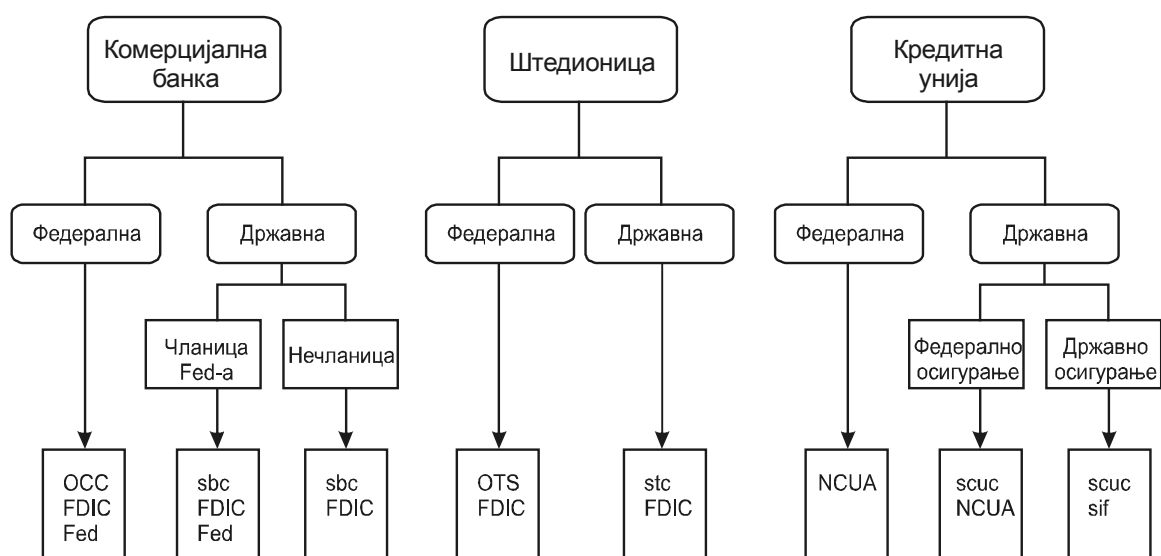 Комерцијална
банка
Штедионица
Кредитна
унија
Федерална
Државна
Федерална
Државна
Федерална
Државна
Чланица
Fed-а
Нечланица
Федерално
осигурање
Државно
осигурање
OCC
FDIC
Fed
sbc
FDIC
Fed
sbc
FDIC
OTS
FDIC
stc
FDIC
NCUA
scuc
NCUA
scuc
sif